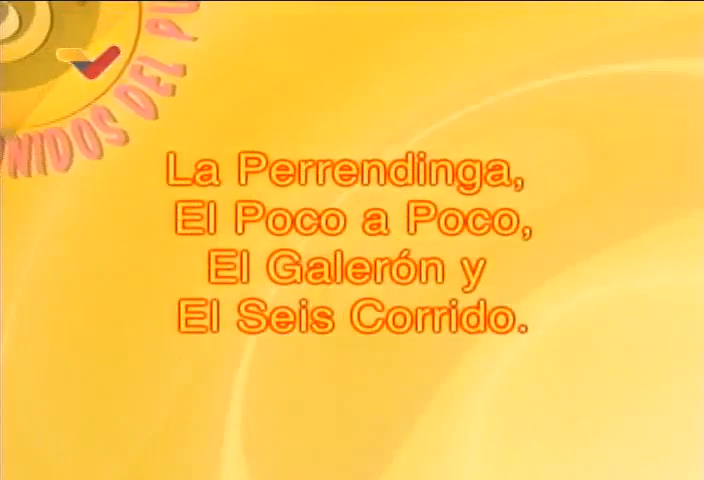 NIDOS DEL PU
La Perrendinga,
El Poco a Poco,
El Galerón y
El Seis Corrido.